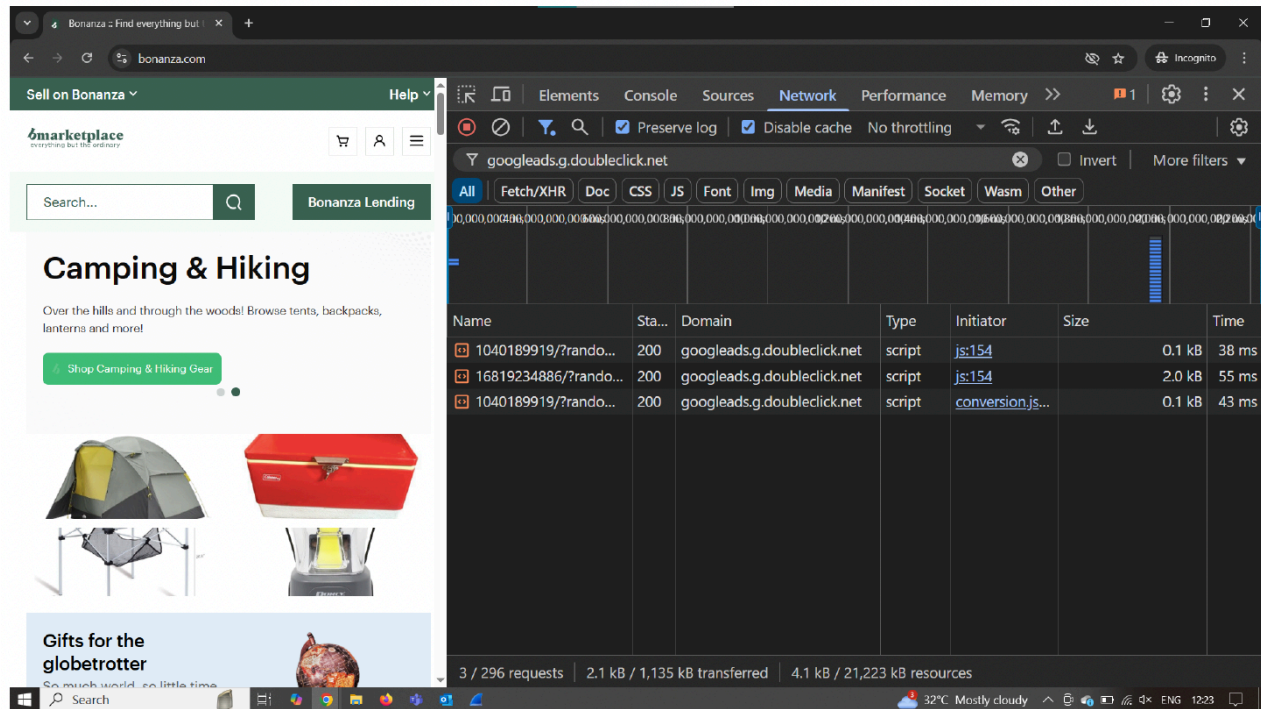 Bonanza :: Find everything but
bonanza.com
Incognito
Sell on Bonanza
Help
marketplace
everything but the ordinary
Search...
Bonanza Lending
Camping & Hiking
Over the hills and through the woods! Browse tents, backpacks,
lanterns and more!
Shop Camping & Hiking Gear
Gifts for the
globetrotter
So much world, so little time
Elements Console Sources Network Performance Memory
1
Preserve log Disable cache No throttling
googleads.g.doubleclick.net
Invert More filters
All Fetch/XHR Doc CSS JS Font Img Media Manifest Socket Wasm Other
Name Sta... Domain Type Initiator Size Time
1040189919/?rando... 200 googleads.g.doubleclick.net script js:154 0.1 kB 38 ms
16819234886/?rando... 200 googleads.g.doubleclick.net script js:154 2.0 kB 55 ms
1040189919/?rando... 200 googleads.g.doubleclick.net script conversion.js... 0.1 kB 43 ms
3 / 296 requests 2.1 kB / 1,135 kB transferred 4.1 kB / 21,223 kB resources
Search
32°C Mostly cloudy ENG 12:23